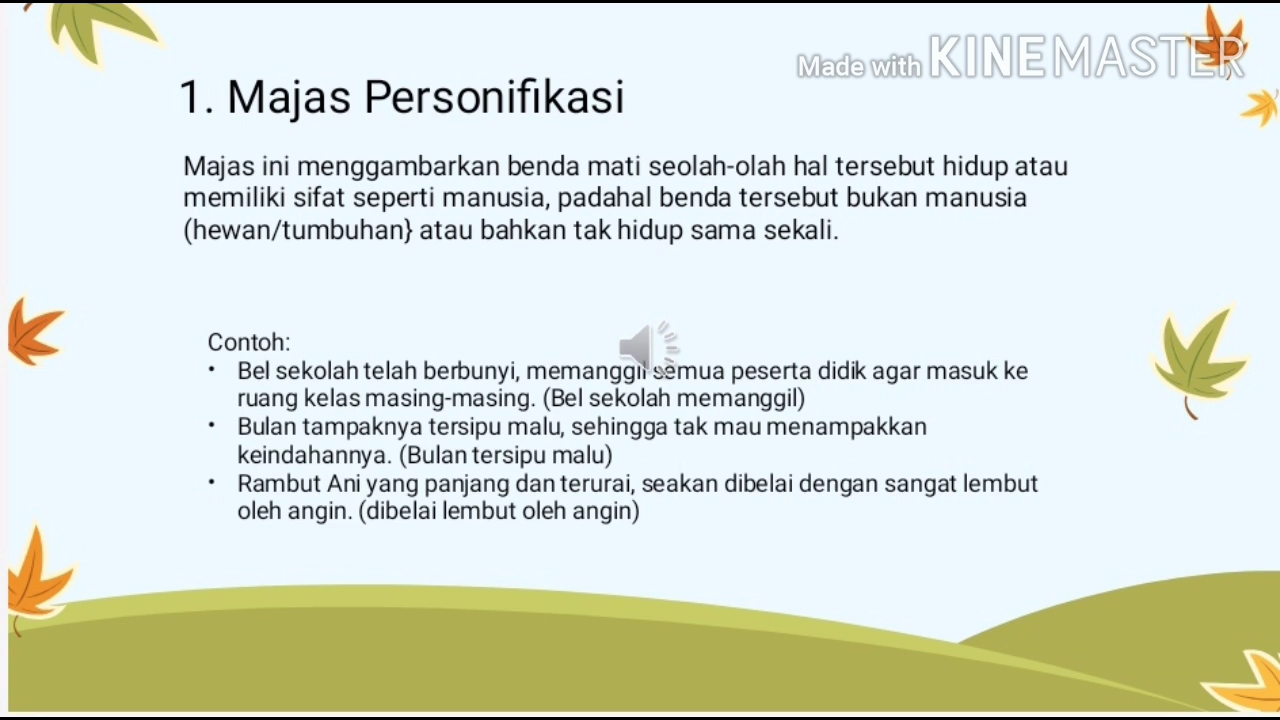 Made with KINEMASTER
1. Majas Personifikasi
Majas ini menggambarkan benda mati seolah-olah hal tersebut hidup atau
memiliki sifat seperti manusia, padahal benda tersebut bukan manusia
(hewan/tumbuhan} atau bahkan tak hidup sama sekali.
Contoh:
• Bel sekolah telah berbunyi, memanggil semua peserta didik agar masuk ke
ruang kelas masing-masing. (Bel sekolah memanggil)
• Bulan tampaknya tersipu malu, sehingga tak mau menampakkan
keindahannya. (Bulan tersipu malu)
• Rambut Ani yang panjang dan terurai, seakan dibelai dengan sangat lembut
oleh angin. (dibelai lembut oleh angin)